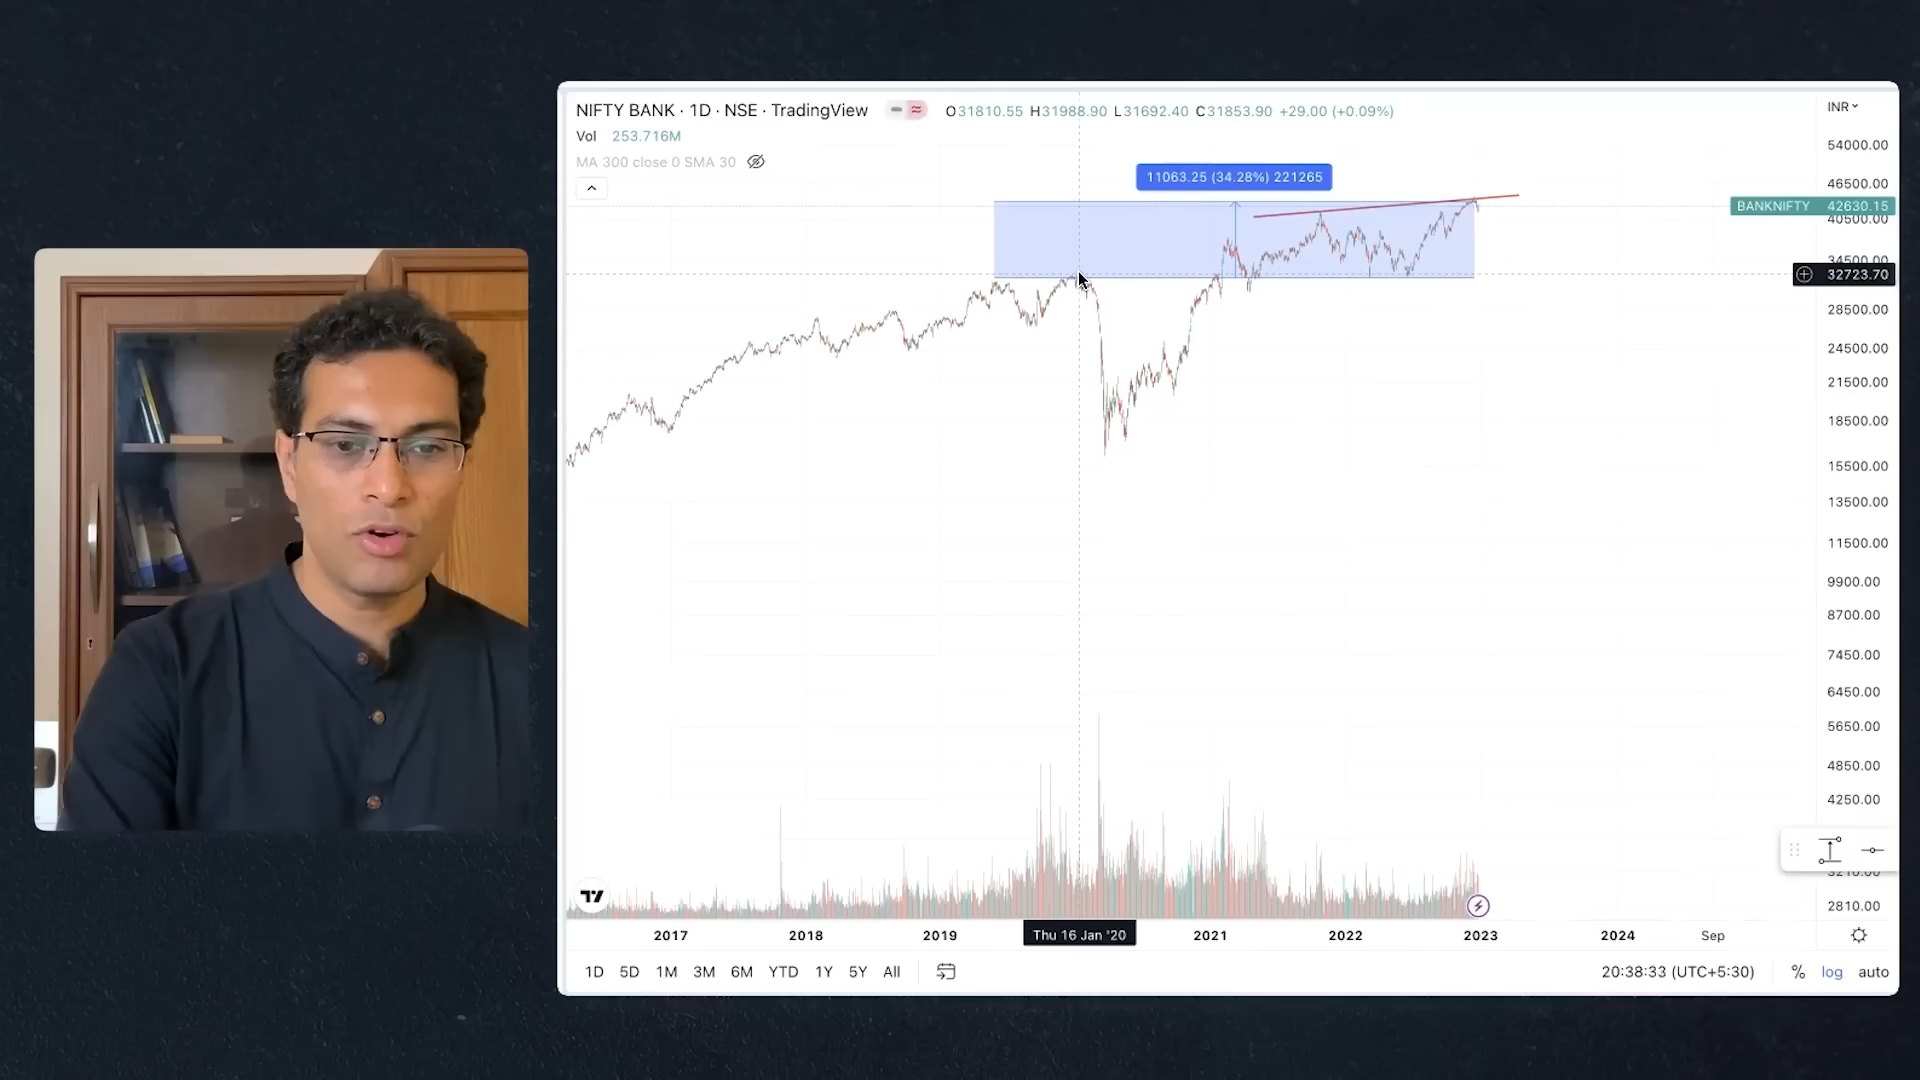 NIFTY BANK · 1D · NSE · TradingView
O31810.55 H31988.90 L31692.40 C31853.90 +29.00 (+0.09%)
Vol 253.716M
MA 300 close 0 SMA 30
11063.25 (34.28%) 221265
INR
54000.00
46500.00
BANKNIFTY 42630.15
40500.00
34500.00
32723.70
28500.00
24500.00
21500.00
18500.00
15500.00
13500.00
11500.00
9900.00
8700.00
7450.00
6450.00
5650.00
4850.00
4250.00
3210.00
2810.00
2017 2018 2019 Thu 16 Jan '20 2021 2022 2023 2024 Sep
1D 5D 1M 3M 6M YTD 1Y 5Y All
20:38:33 (UTC+5:30) % log auto